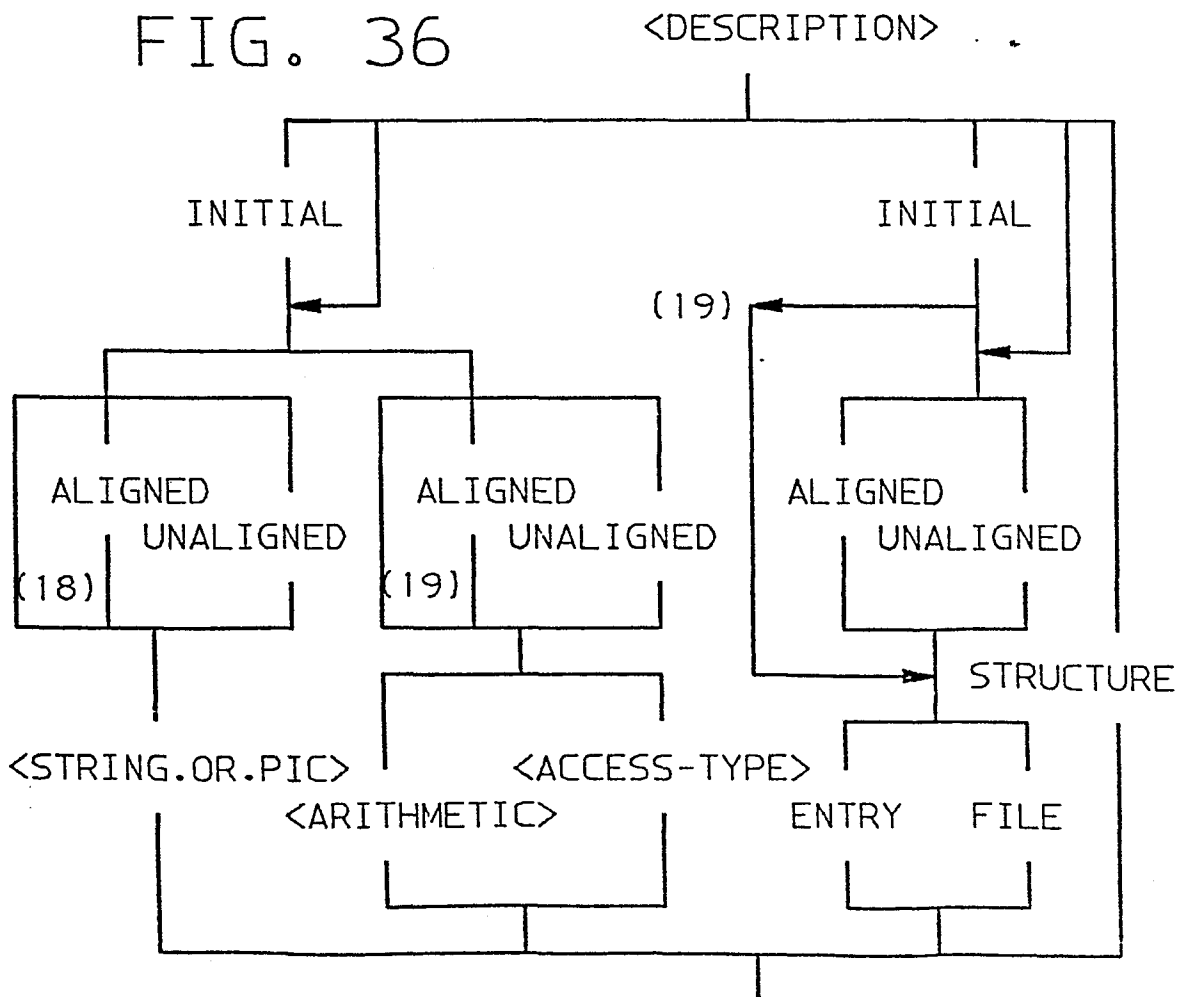 FIG. 36
<DESCRIPTION>
INITIAL INITIAL
(19)
ALIGNED ALIGNED ALIGNED
UNALIGNED UNALIGNED UNALIGNED
(18) (19)
STRUCTURE
<STRING.OR.PIC> <ACCESS-TYPE>
<ARITHMETIC> ENTRY FILE